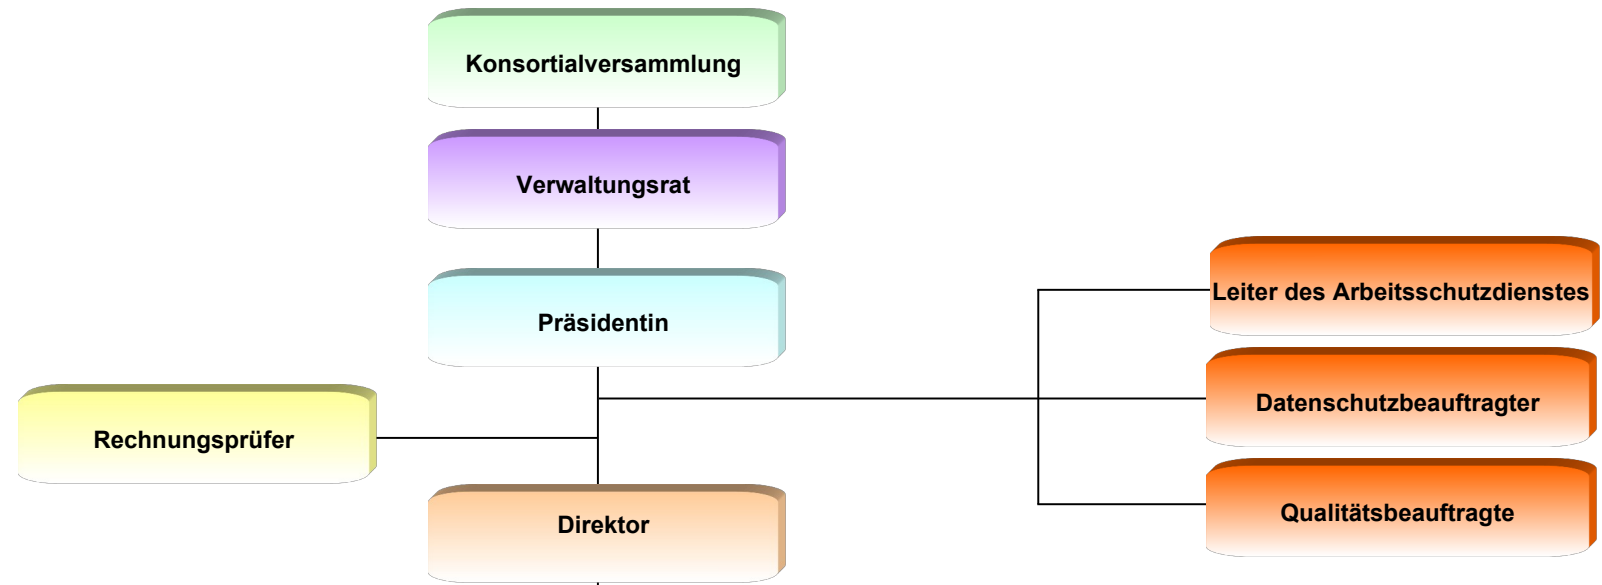 Konsortialversammlung
Verwaltungsrat
Präsidentin
Leiter des Arbeitsschutzdienstes
Datenschutzbeauftragter
Rechnungsprüfer
Qualitätsbeauftragte
Direktor